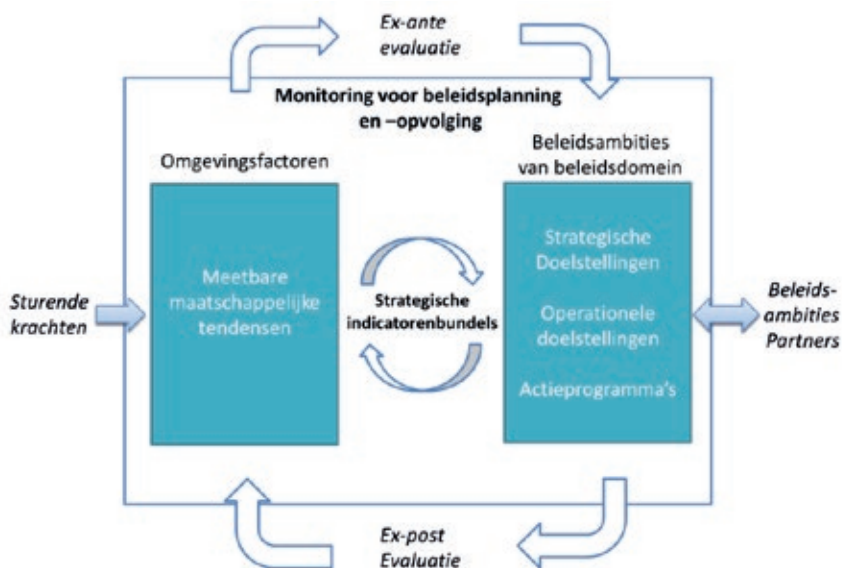 Ex-ante
evaluatie
Monitoring voor beleidsplanning
en –opvolging
Omgevingsfactoren
Beleidsambities
van beleidsdomein
Sturende
krachten
Meetbare
maatschappelijke
tendensen
Strategische
indicatorenbundels
Strategische
Doelstellingen
Operationele
doelstellingen
Actieprogramma's
Beleids-
ambities
Partners
Ex-post
Evaluatie